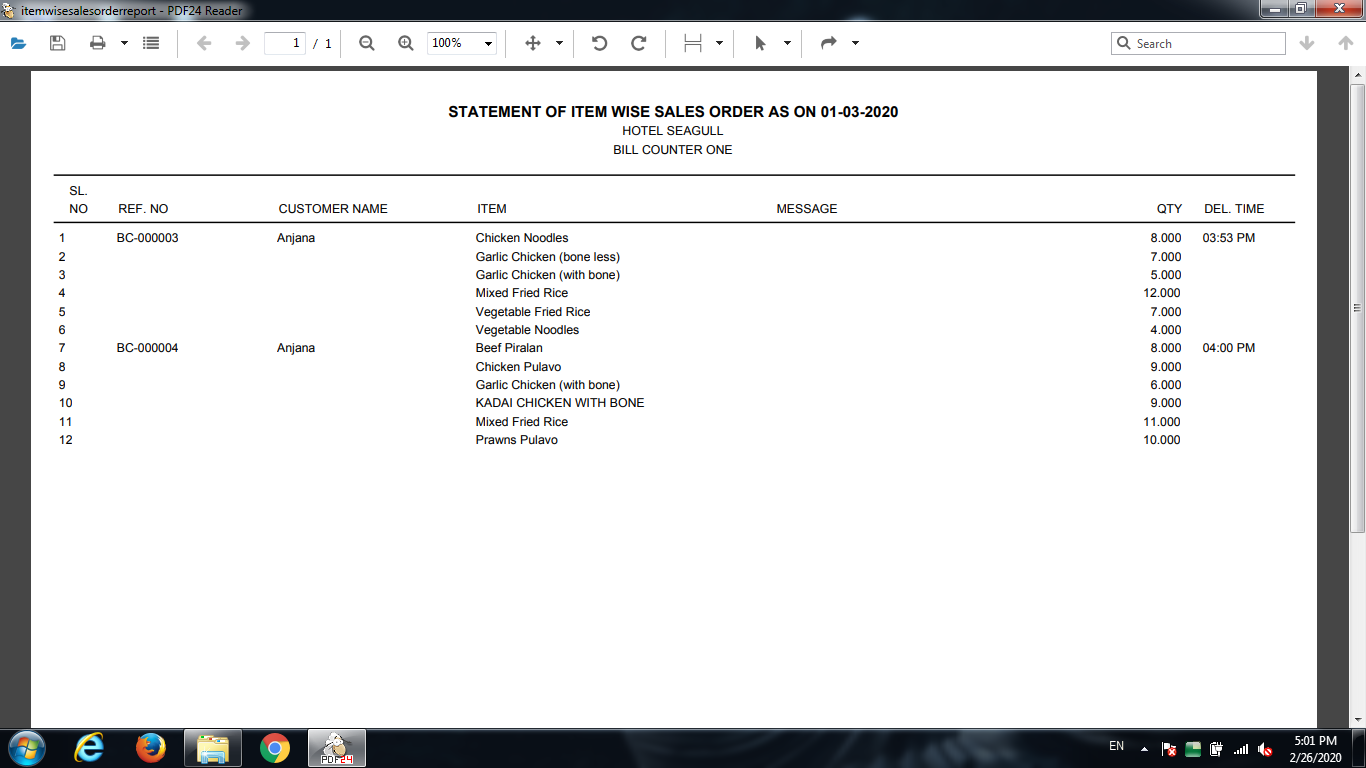 itemwisesalesorderreport - PDF24 Reader
1 / 1 100% Search
STATEMENT OF ITEM WISE SALES ORDER AS ON 01-03-2020
HOTEL SEAGULL
BILL COUNTER ONE
SL.
NO REF. NO CUSTOMER NAME ITEM MESSAGE QTY DEL. TIME
1 BC-000003 Anjana Chicken Noodles 8.000 03:53 PM
2 Garlic Chicken (bone less) 7.000
3 Garlic Chicken (with bone) 5.000
4 Mixed Fried Rice 12.000
5 Vegetable Fried Rice 7.000
6 Vegetable Noodles 4.000
7 BC-000004 Anjana Beef Piralan 8.000 04:00 PM
8 Chicken Pulavo 9.000
9 Garlic Chicken (with bone) 6.000
10 KADAI CHICKEN WITH BONE 9.000
11 Mixed Fried Rice 11.000
12 Prawns Pulavo 10.000
PDF24
EN 5:01 PM
2/26/2020